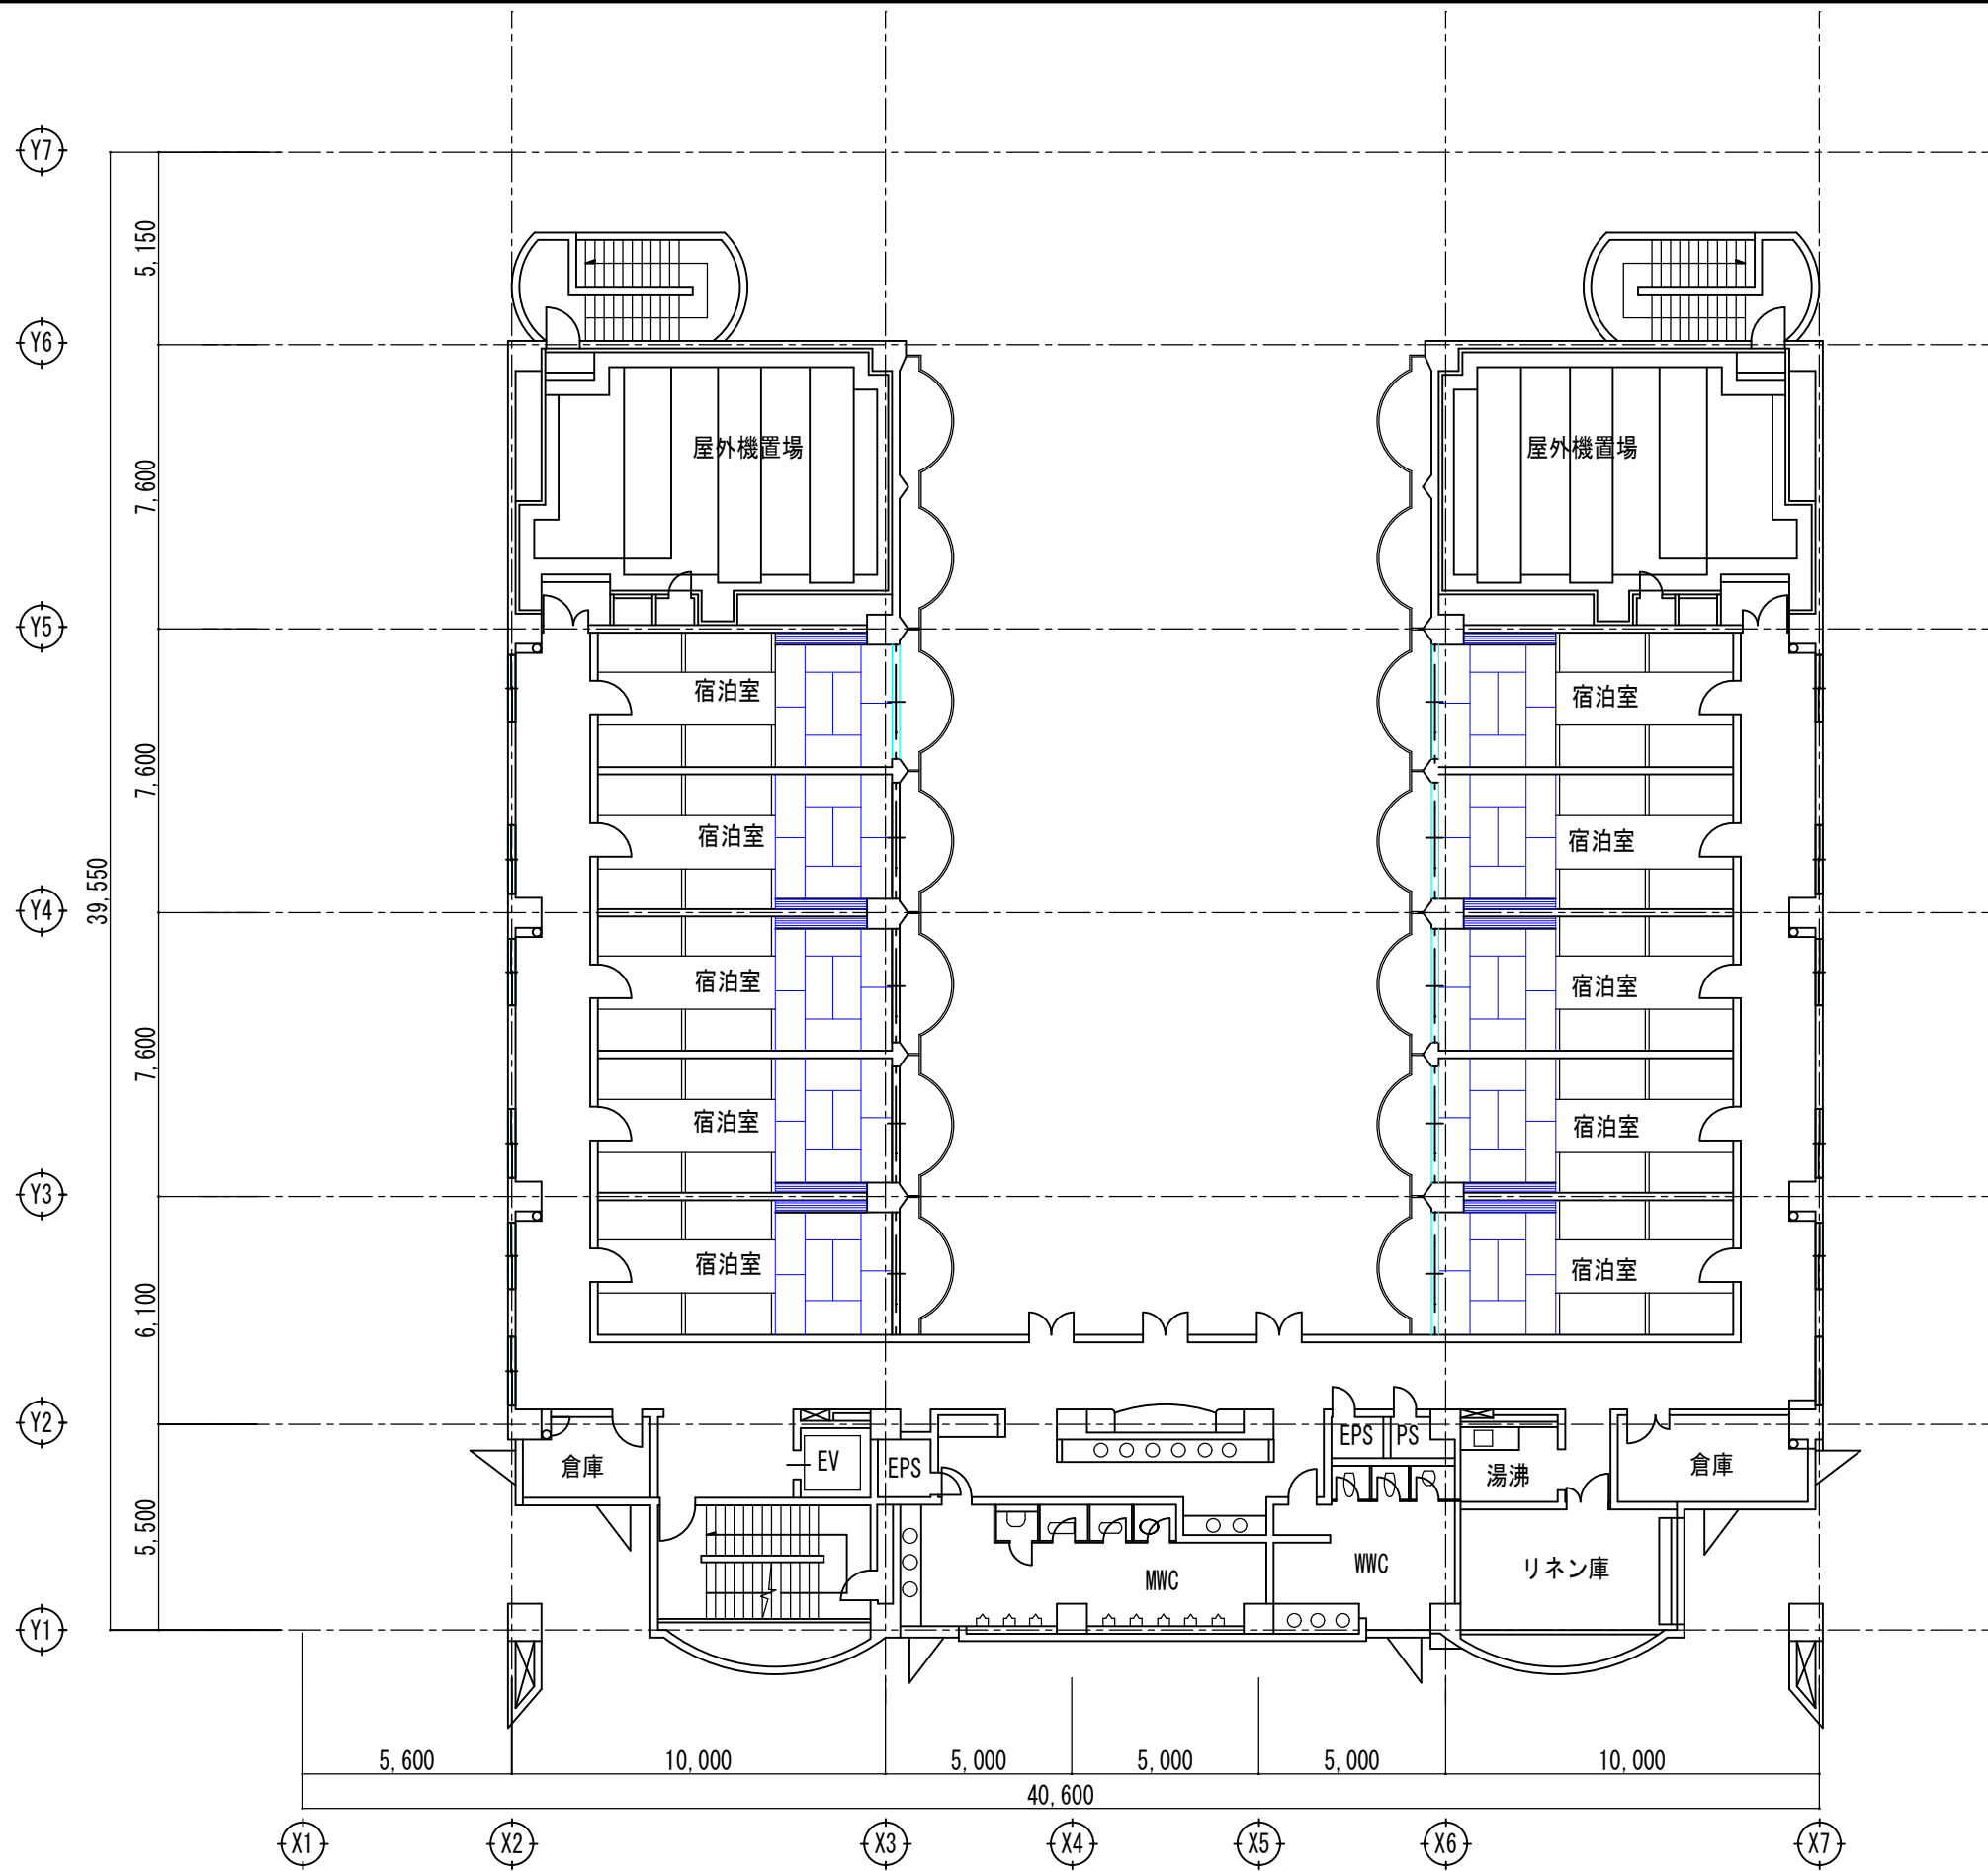 Y7
5,150
Y6
屋外機置場
屋外機置場
7,600
Y5
宿泊室
宿泊室
7,600
宿泊室
宿泊室
39,550
Y4
宿泊室
宿泊室
7,600
宿泊室
宿泊室
Y3
宿泊室
宿泊室
6,100
Y2
EPS
PS
倉庫
EV
EPS
湯沸
倉庫
5,500
MWC
WWC
リネン庫
Y1
5,600
10,000
5,000
5,000
5,000
10,000
40,600
X1
X2
X3
X4
X5
X6
X7